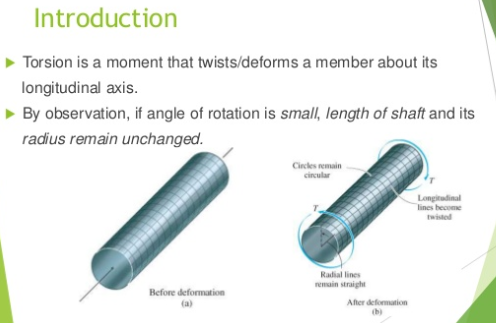 Introduction
Torsion is a moment that twists/deforms a member about its
longitudinal axis.
By observation, if angle of rotation is small, length of shaft and its
radius remain unchanged.
Circles remain
circular
T
Longitudinal
lines become
twisted
T
Radial lines
remain straight
Before deformation
(a)
After deformation
(b)